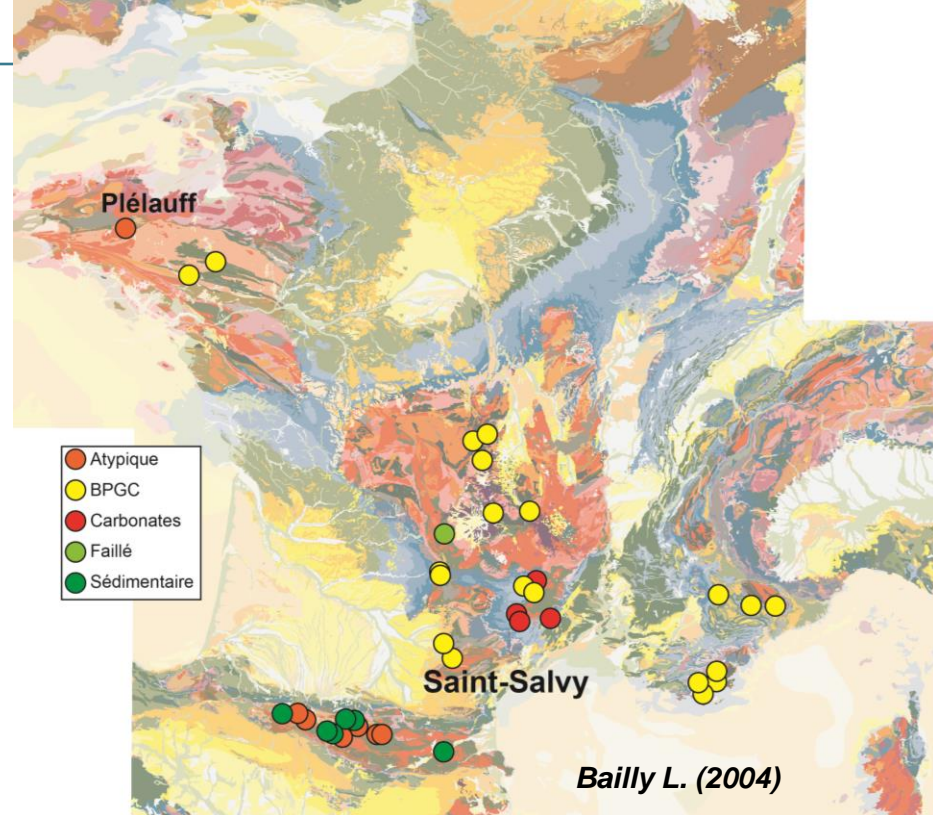 Plélauff
Atypique
BPGC
Carbonates
Faillé
Sédimentaire
Saint-Salvy
Bailly L. (2004)